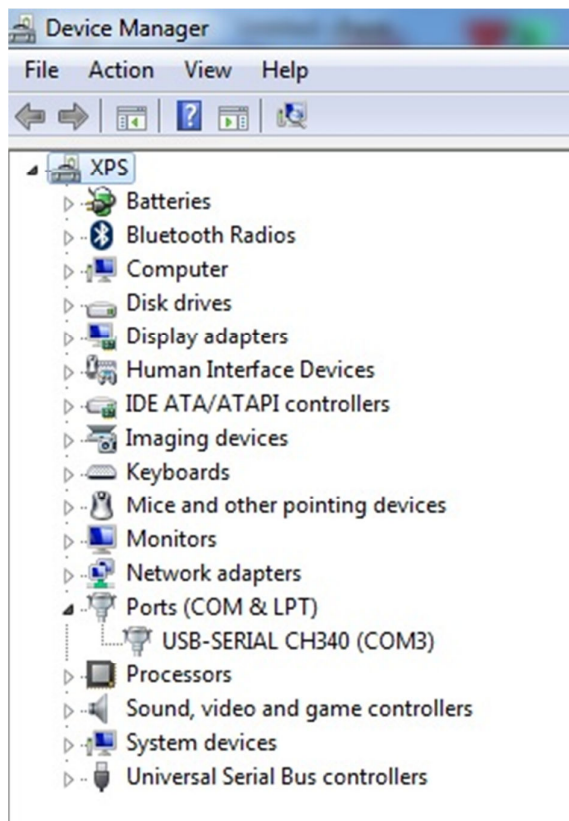 Device Manager
File Action View Help
XPS
Batteries
Bluetooth Radios
Computer
Disk drives
Display adapters
Human Interface Devices
IDE ATA/ATAPI controllers
Imaging devices
Keyboards
Mice and other pointing devices
Monitors
Network adapters
Ports (COM & LPT)
USB-SERIAL CH340 (COM3)
Processors
Sound, video and game controllers
System devices
Universal Serial Bus controllers